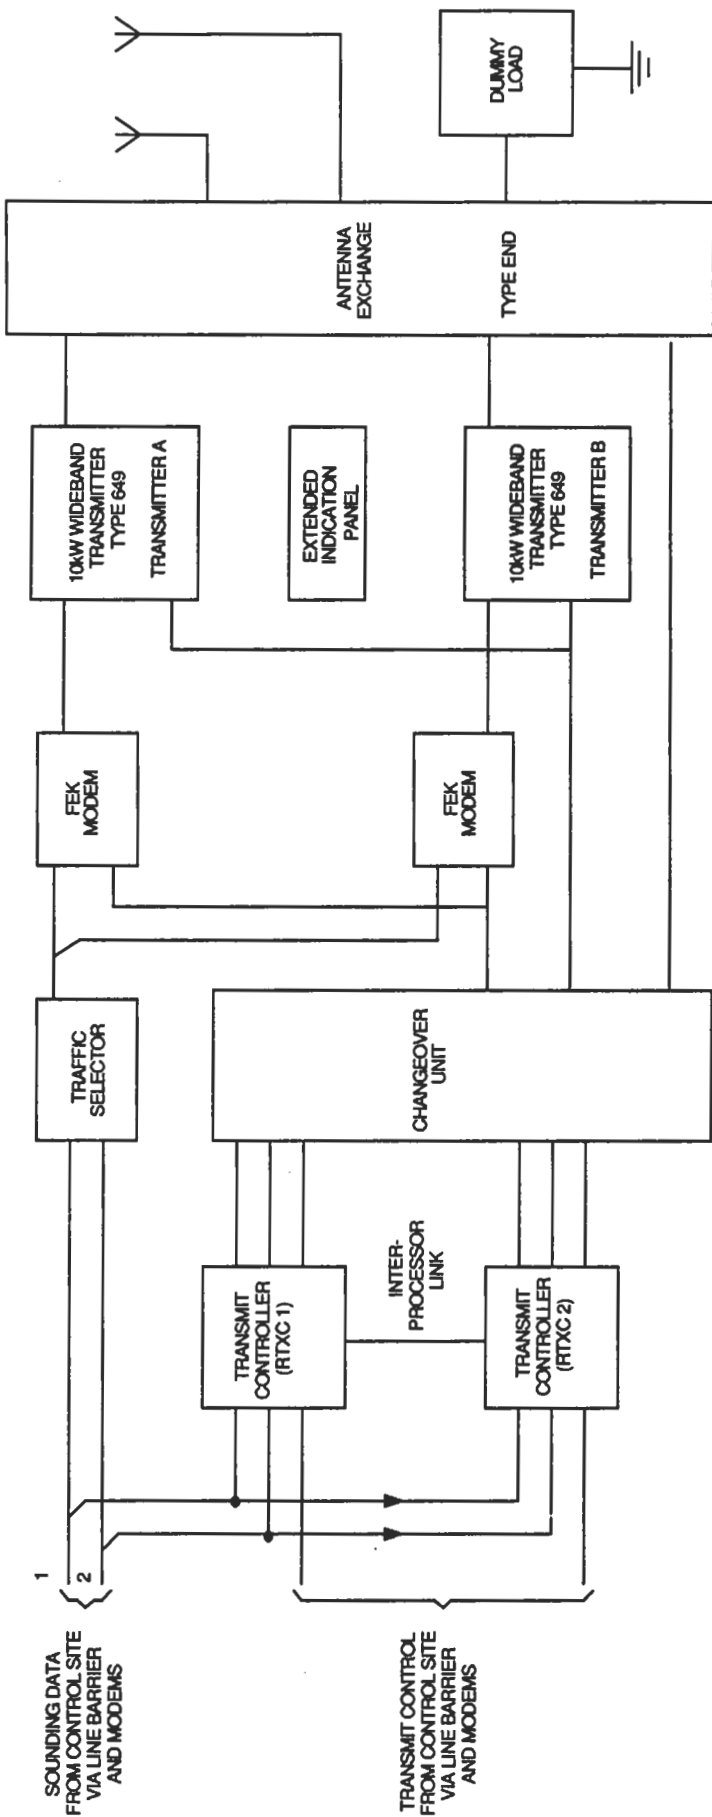 SOUNDING DATA
FROM CONTROL SITE
VIA LINE BARRIER
AND MODEMS
1
2
TRANSMIT CONTROL
FROM CONTROL SITE
VIA LINE BARRIER
AND MODEMS
TRANSMIT
CONTROLLER
(RTXC 1)
INTER-
PROCESSOR
LINK
TRANSMIT
CONTROLLER
(RTXC 2)
TRAFFIC
SELECTOR
CHANGEOVER
UNIT
FEK
MODEM
FEK
MODEM
10kW WIDEBAND
TRANSMITTER
TYPE 649
TRANSMITTER A
EXTENDED
INDICATION
PANEL
10kW WIDEBAND
TRANSMITTER
TYPE 649
TRANSMITTER B
ANTENNA
EXCHANGE
TYPE END
DUMMY
LOAD